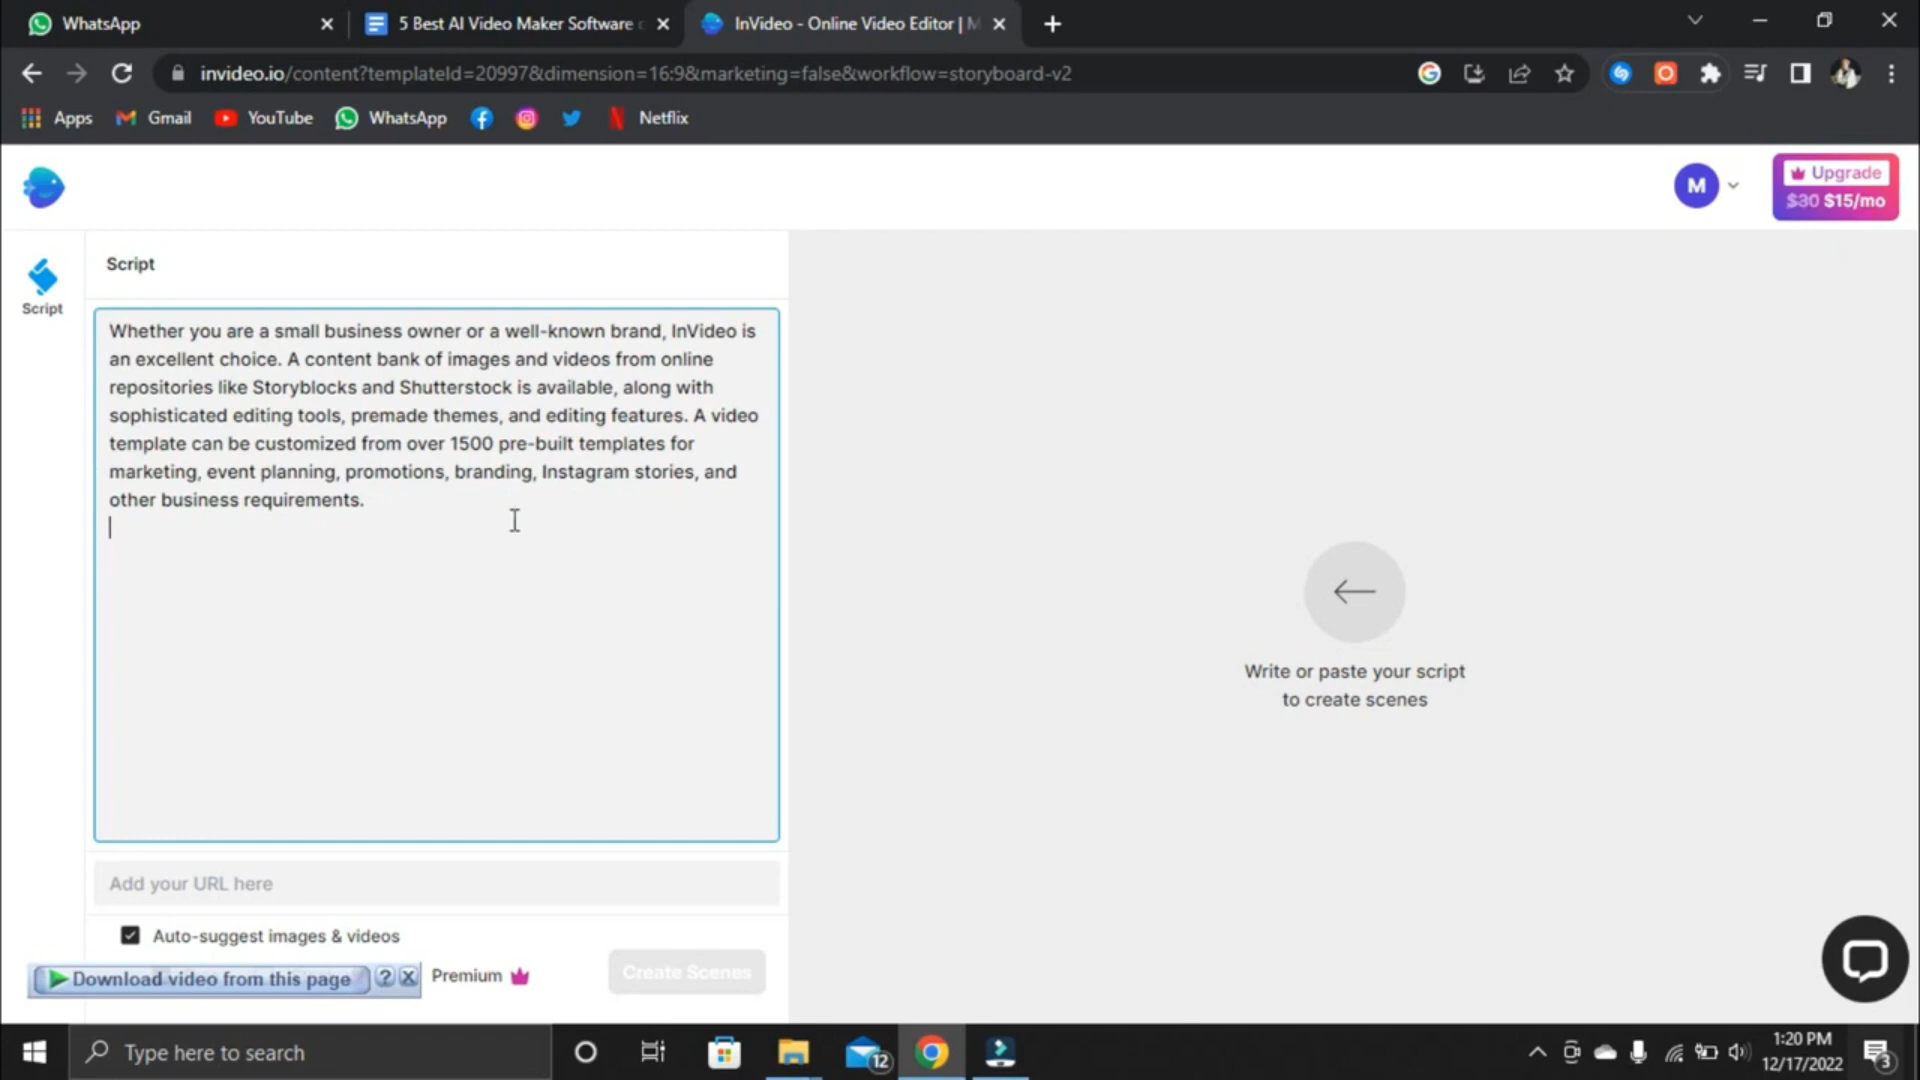 WhatsApp
5 Best AI Video Maker Software
InVideo - Online Video Editor | M
invideo.io/content?templateId=20997&dimension=16:9&marketing=false&workflow=storyboard-v2
Apps
Gmail
YouTube
WhatsApp
Netflix
M
Upgrade
$30 $15/mo
Script
Script
Whether you are a small business owner or a well-known brand, InVideo is
an excellent choice. A content bank of images and videos from online
repositories like Storyblocks and Shutterstock is available, along with
sophisticated editing tools, premade themes, and editing features. A video
template can be customized from over 1500 pre-built templates for
marketing, event planning, promotions, branding, Instagram stories, and
other business requirements.
Write or paste your script
to create scenes
Add your URL here
Auto-suggest images & videos
Download video from this page
?
X
Premium
Create Scenes
Type here to search
12
1:20 PM
12/17/2022
3